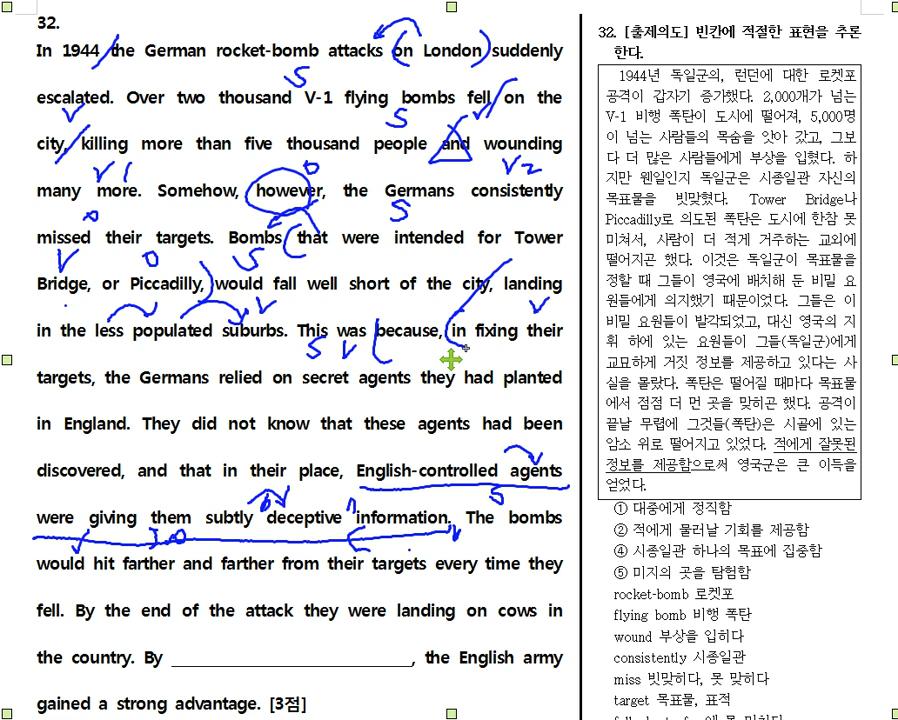 32.
In 1944 the German rocket-bomb attacks on London suddenly
escalated. Over two thousand V-1 flying bombs fell on the
city, killing more than five thousand people and wounding
many more. Somehow, however, the Germans consistently
missed their targets. Bombs that were intended for Tower
Bridge, or Piccadilly, would fall well short of the city, landing
in the less populated suburbs. This was because, in fixing their
targets, the Germans relied on secret agents they had planted
in England. They did not know that these agents had been
discovered, and that in their place, English-controlled agents
were giving them subtly deceptive information. The bombs
would hit farther and farther from their targets every time they
fell. By the end of the attack they were landing on cows in
the country. By ____________________, the English army
gained a strong advantage. [3점]
32. [출제의도] 빈칸에 적절한 표현을 추론
한다.
1944년 독일군의, 런던에 대한 로켓포
공격이 갑자기 증가했다. 2,000개가 넘는
V-1 비행 폭탄이 도시에 떨어져, 5,000명
이 넘는 사람들의 목숨을 앗아 갔고, 그보
다 더 많은 사람들에게 부상을 입혔다. 하
지만 웬일인지 독일군은 시종일관 자신의
목표물을 빗맞혔다. Tower Bridge나
Piccadilly로 의도된 폭탄은 도시에 한참 못
미쳐서, 사람이 더 적게 거주하는 교외에
떨어지곤 했다. 이것은 독일군이 목표물을
정할 때 그들이 영국에 배치해 둔 비밀 요
원들에게 의지했기 때문이었다. 그들은 이
비밀 요원들이 발각되었고, 대신 영국의 지
휘 하에 있는 요원들이 그들(독일군)에게
교묘하게 거짓 정보를 제공하고 있다는 사
실을 몰랐다. 폭탄은 떨어질 때마다 목표물
에서 점점 더 먼 곳을 맞히곤 했다. 공격이
끝날 무렵에 그것들(폭탄)은 시골에 있는
암소 위로 떨어지고 있었다. 적에게 잘못된
정보를 제공함으로써 영국군은 큰 이득을
얻었다.
① 대중에게 정직함
② 적에게 물러날 기회를 제공함
④ 시종일관 하나의 목표에 집중함
⑤ 미지의 곳을 탐험함
rocket-bomb 로켓포
flying bomb 비행 폭탄
wound 부상을 입히다
consistently 시종일관
miss 빗맞히다, 못 맞히다
target 목표물, 표적